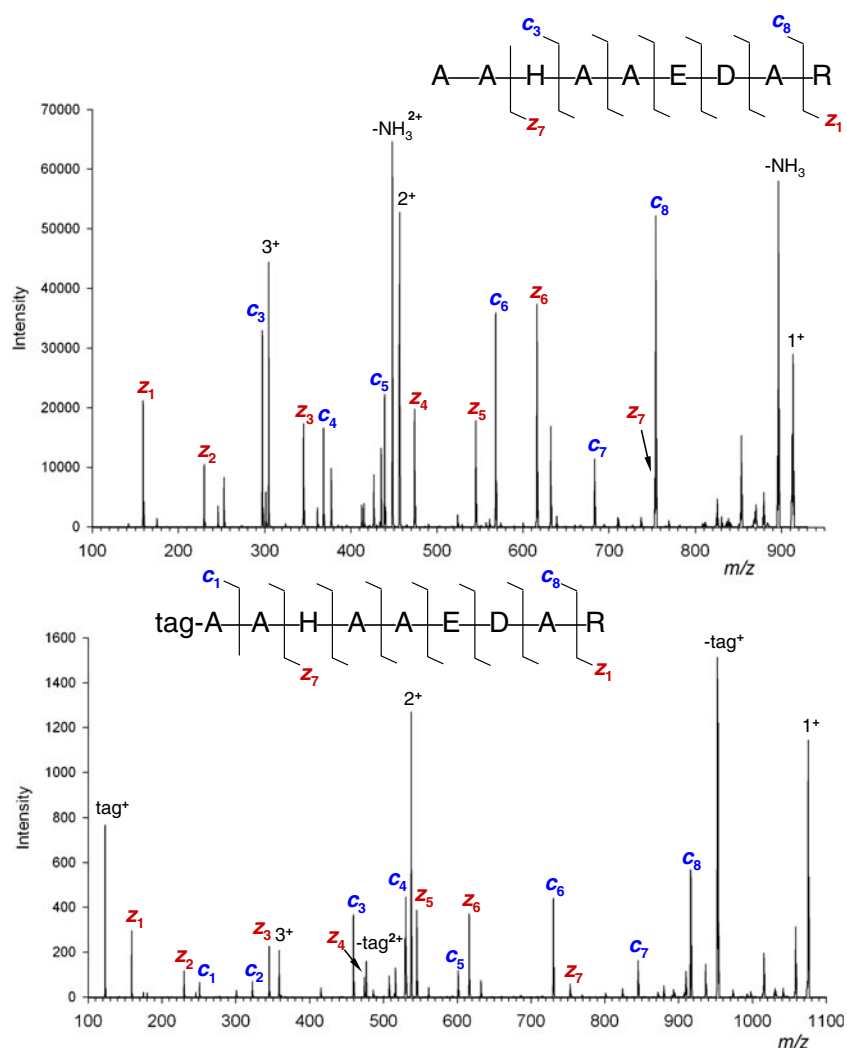 c₃ c₈
A A H A A E D A R
z₇ z₁
70000
60000
50000
40000
30000
20000
10000
0
Intensity
100 200 300 400 500 600 700 800 900
m/z
z₁
z₂
c₃
3⁺
z₃
c₄
c₅
-NH₃²⁺
2⁺
z₄
z₅
c₆
z₆
c₇
z₇
c₈
-NH₃
1⁺
c₁ c₈
tag-A A H A A E D A R
z₇ z₁
1600
1400
1200
1000
800
600
400
200
0
Intensity
100 200 300 400 500 600 700 800 900 1000 1100
m/z
tag⁺
z₁
z₂
c₁
c₂
z₃
3⁺
c₃
z₄
-tag²⁺
c₄
2⁺
z₅
c₅
z₆
c₆
z₇
c₇
c₈
-tag⁺
1⁺